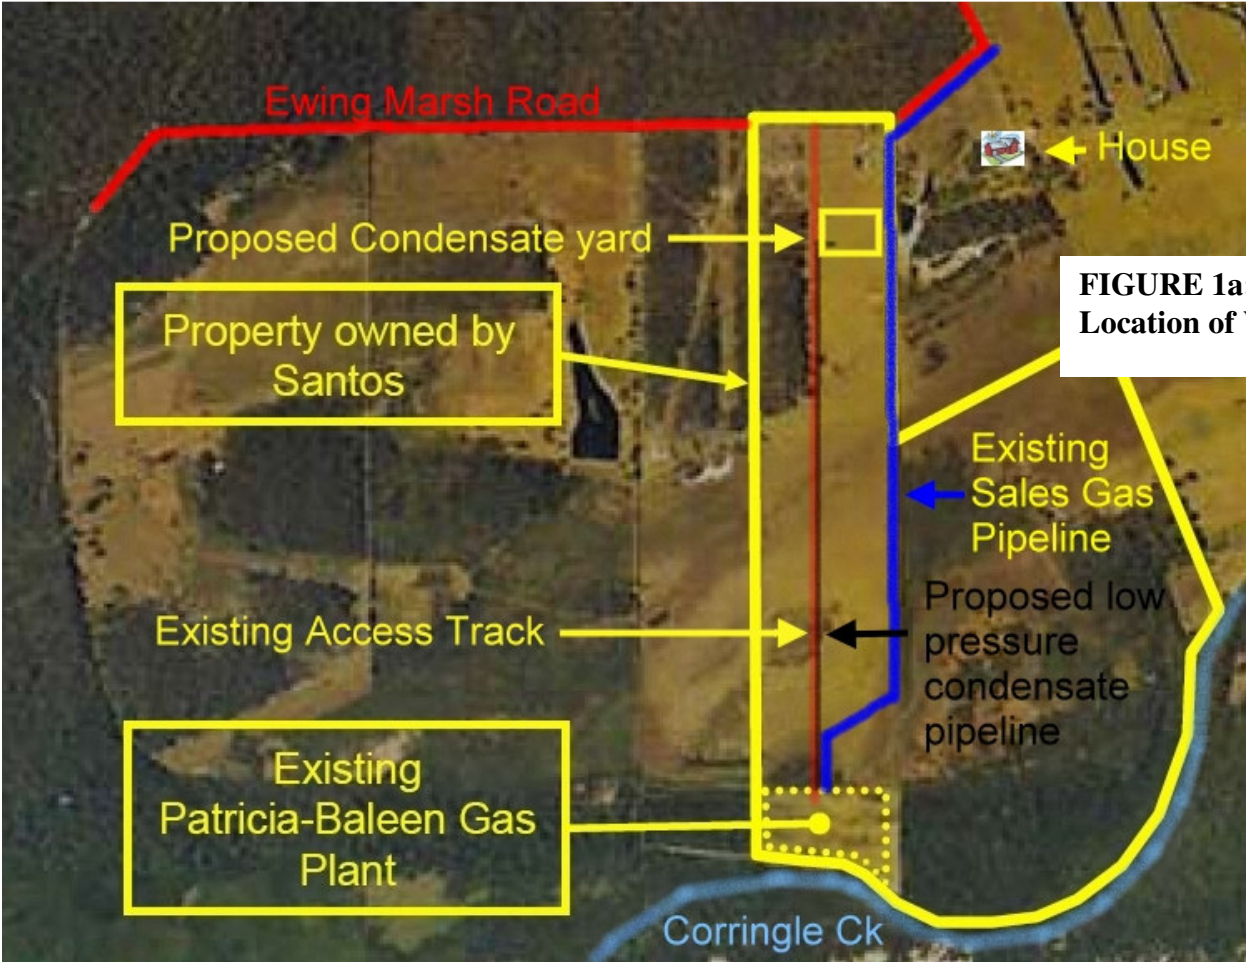 Ewing Marsh Road
House
Proposed Condensate yard
FIGURE 1a
Location of
Property owned by
Santos
Existing
Sales Gas
Pipeline
Existing Access Track
Proposed low
pressure
condensate
pipeline
Existing
Patricia-Baleen Gas
Plant
Corringle Ck